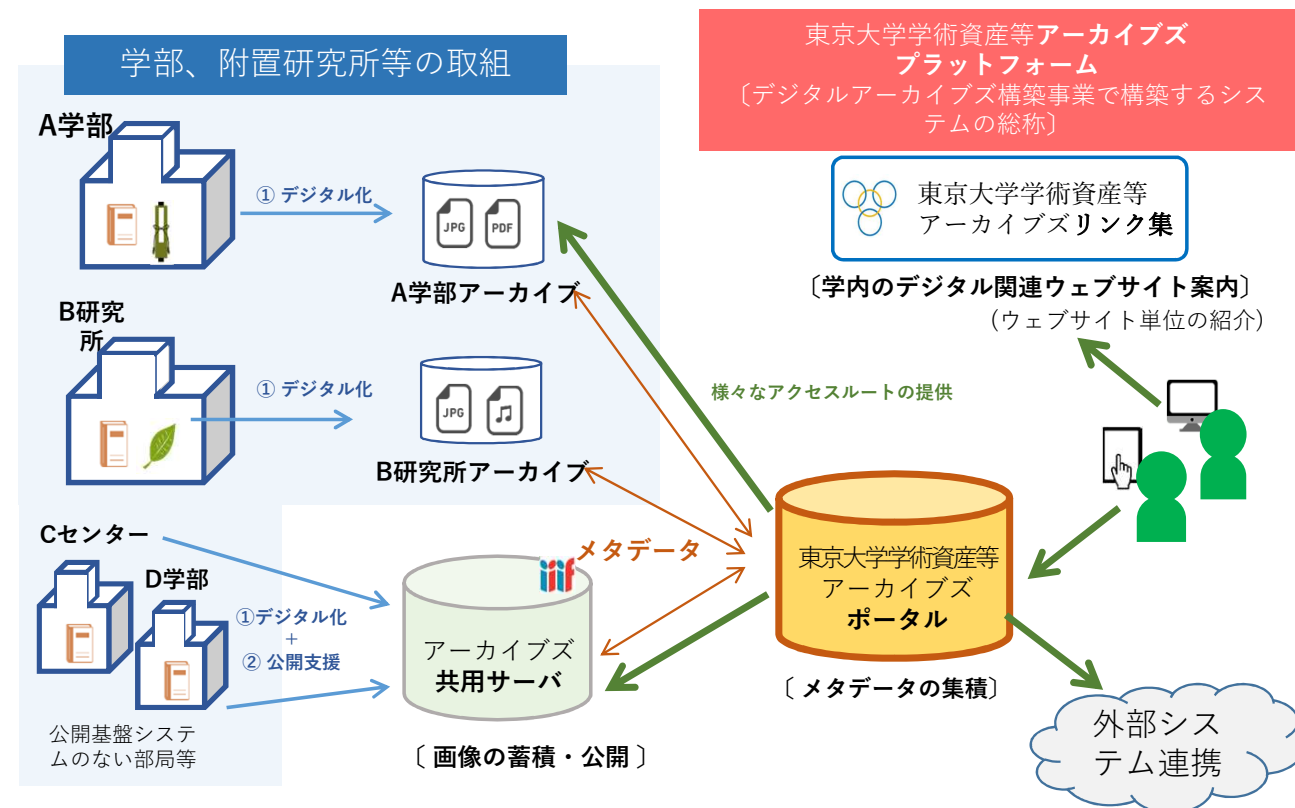 学部、附置研究所等の取組
東京大学学術資産等アーカイブズ
プラットフォーム
〔デジタルアーカイブズ構築事業で構築するシス
テムの総称〕
A学部
① デジタル化
JPG
PDF
A学部アーカイブ
東京大学学術資産等
アーカイブズリンク集
〔学内のデジタル関連ウェブサイト案内〕
(ウェブサイト単位の紹介)
B研究
所
① デジタル化
JPG
B研究所アーカイブ
様々なアクセスルートの提供
Cセンター
D学部
①デジタル化
+
② 公開支援
公開基盤システ
ムのない部局等
メタデータ
iiif
アーカイブズ
共用サーバ
〔 画像の蓄積・公開 〕
東京大学学術資産等
アーカイブズ
ポータル
〔 メタデータの集積〕
外部シス
テム連携